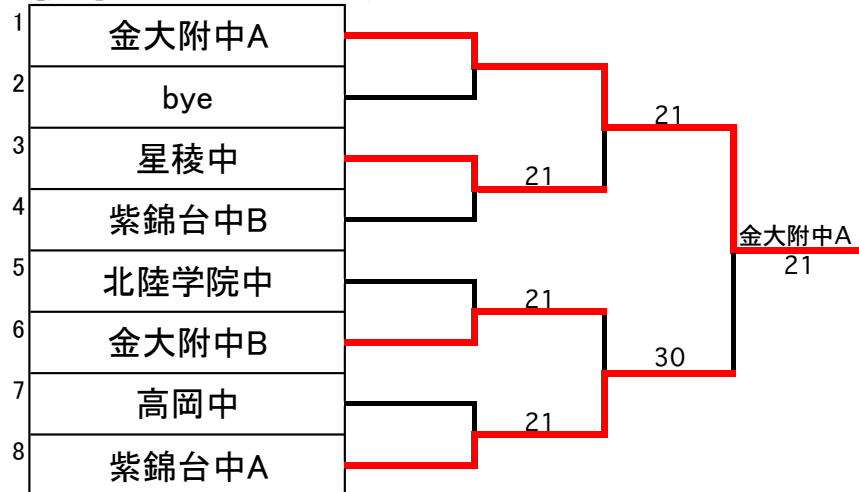 1 金大附中A
2 bye
3 星稜中
4 紫錦台中B
5 北陸学院中
6 金大附中B
7 高岡中
8 紫錦台中A
21
21
21
21
30
金大附中A
21